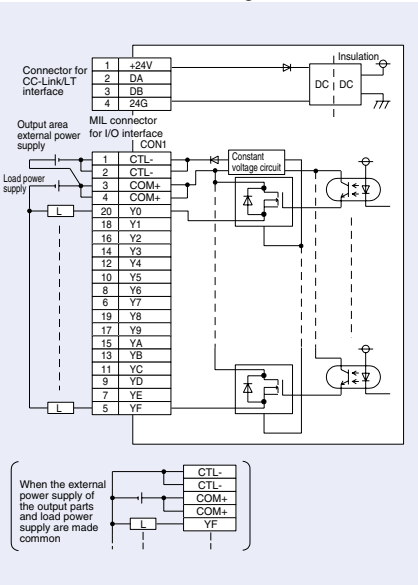 Connector for
CC-Link/LT
interface
1 +24V
2 DA
3 DB
4 24G
Insulation
DC DC
MIL connector
for I/O interface
CON1
Output area
external power
supply
Load power
supply
1 CTL-
2 CTL-
3 COM+
4 COM+
L 20 Y0
18 Y1
16 Y2
14 Y3
12 Y4
10 Y5
8 Y6
6 Y7
19 Y8
17 Y9
15 YA
13 YB
11 YC
9 YD
7 YE
L 5 YF
Constant
voltage circuit
When the external
power supply of
the output parts
and load power
supply are made
common
CTL-
CTL-
COM+
COM+
L YF